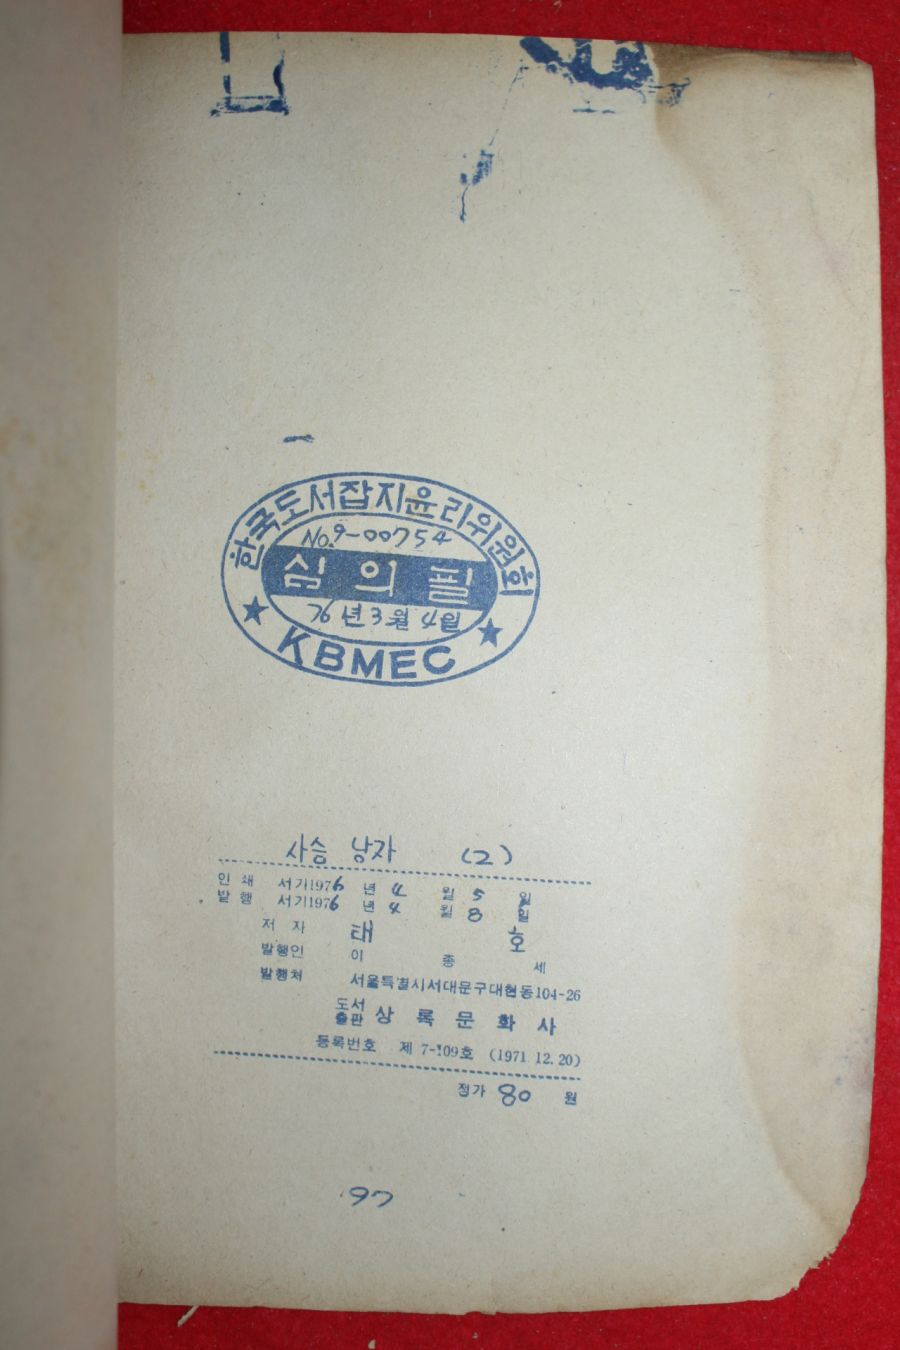 한국도서잡지윤리위원회
No.9-00754
심의필
76년3월4일
★ ★
KBMEC
사슴 낭자 (2)
인쇄 서기1976년 4월 5일
발행 서기1976년 4월 8일
저자 태호
발행인 이종세
발행처 서울특별시서대문구대현동104-26
도서출판 상록문화사
등록번호 제 7-109호 (1971 12.20)
정가 80 원
97